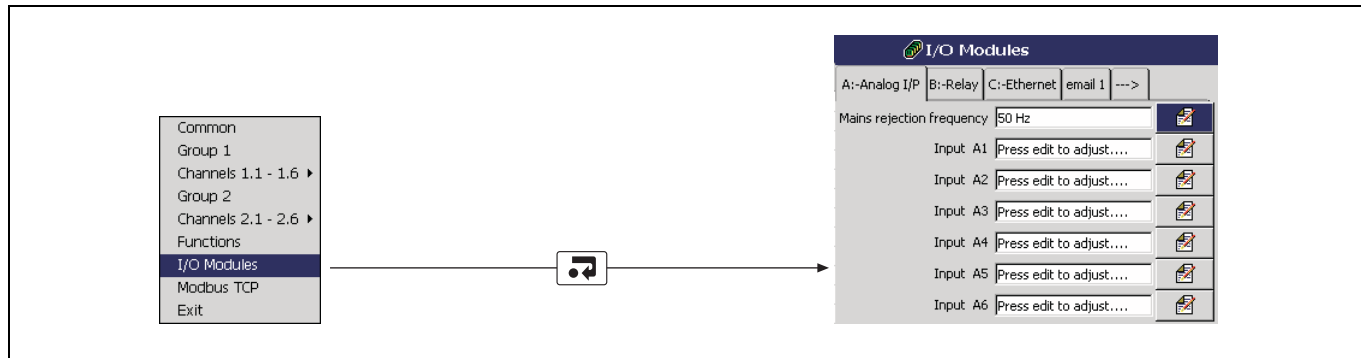 Common
Group 1
Channels 1.1 - 1.6
Group 2
Channels 2.1 - 2.6
Functions
I/O Modules
Modbus TCP
Exit
I/O Modules
A:-Analog I/P B:-Relay C:-Ethernet email 1 --->
Mains rejection frequency 50 Hz
Input A1 Press edit to adjust....
Input A2 Press edit to adjust....
Input A3 Press edit to adjust....
Input A4 Press edit to adjust....
Input A5 Press edit to adjust....
Input A6 Press edit to adjust....